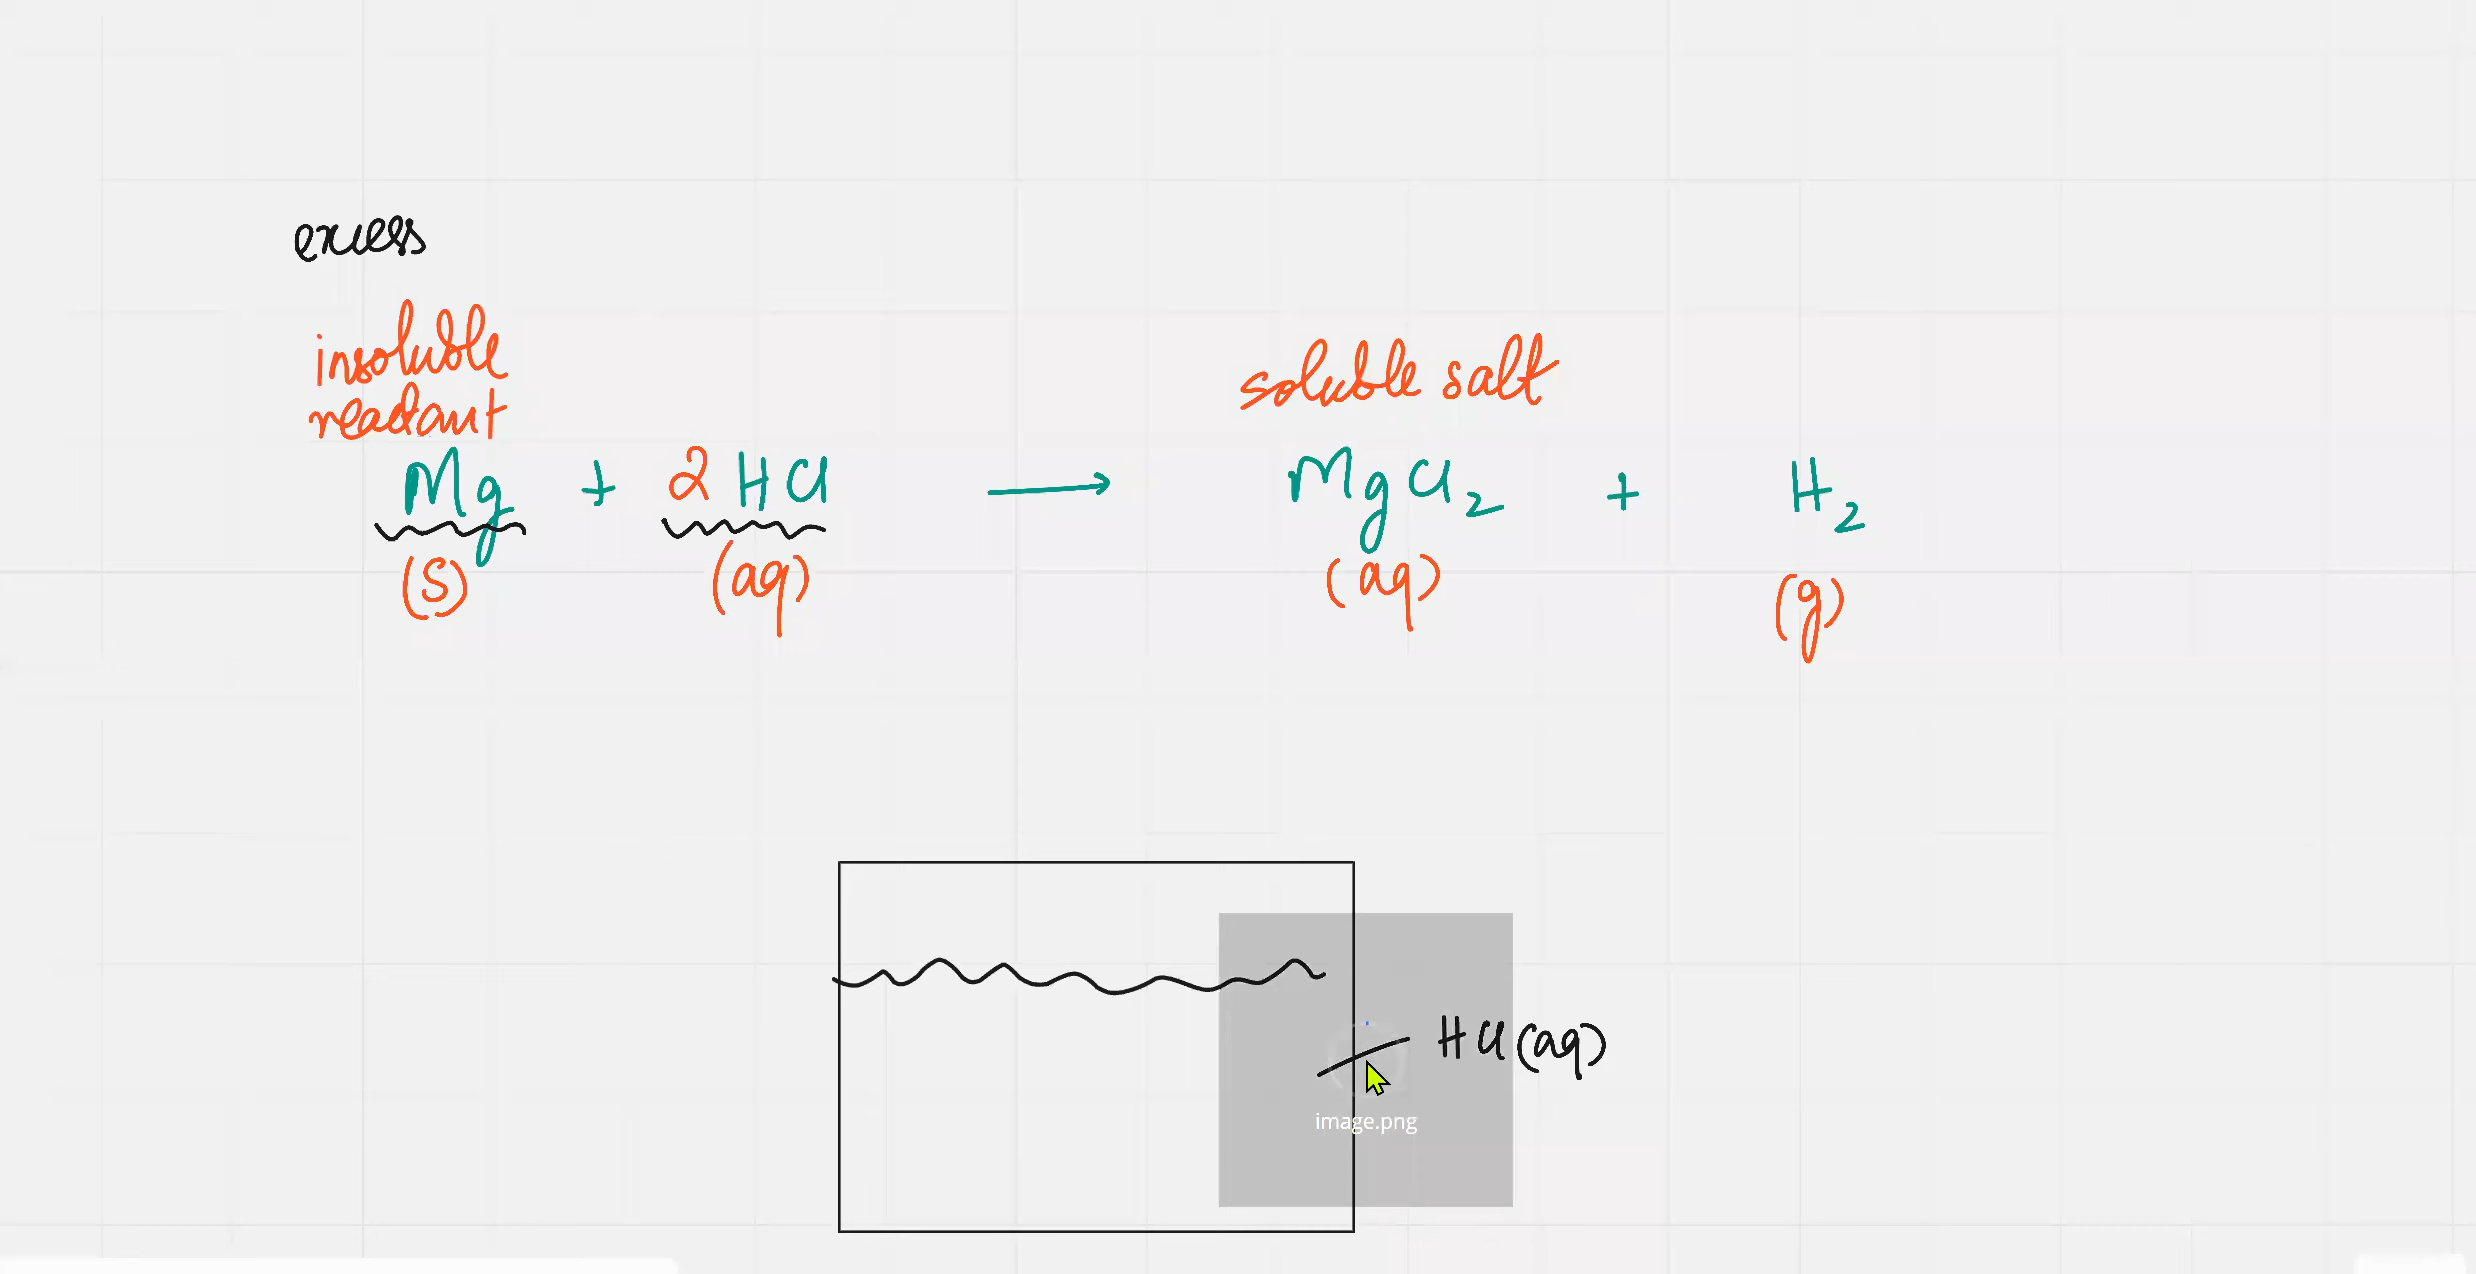 excess
insoluble
reactant
soluble salt
Mg + 2HCl → MgCl₂ + H₂
(s) (aq) (aq) (g)
HCl(aq)
image.png